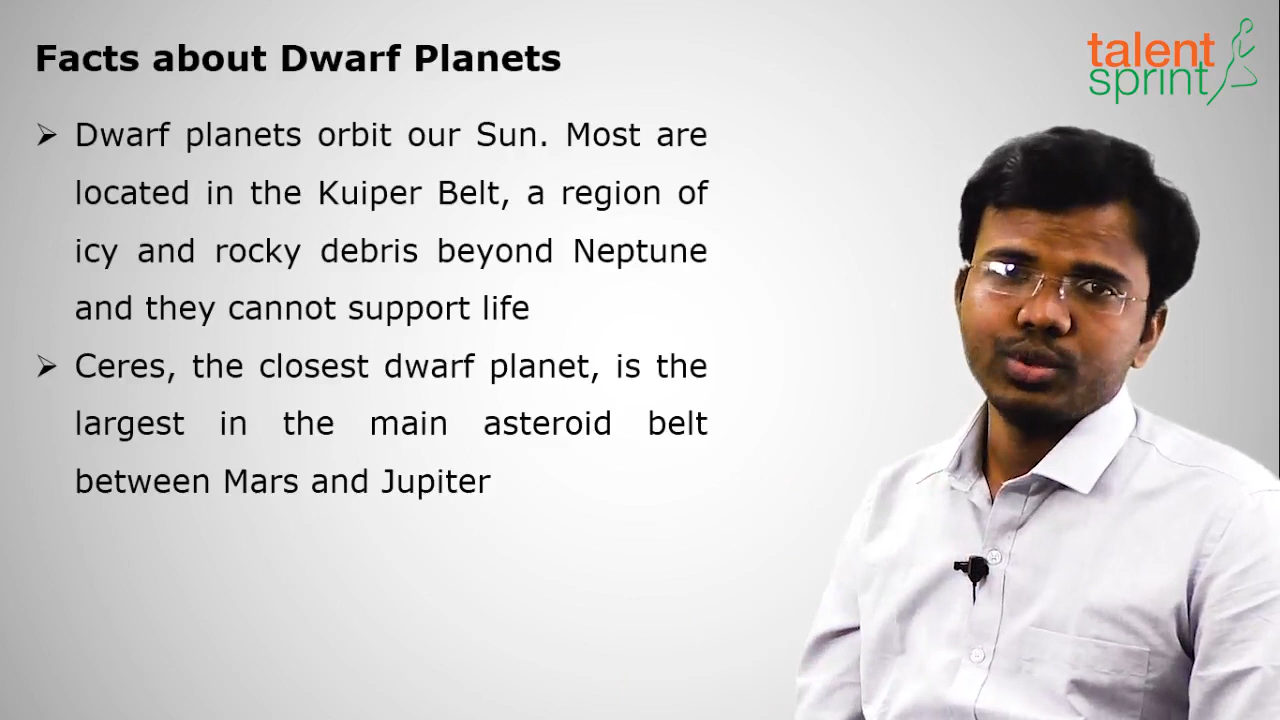 Facts about Dwarf Planets
talent
sprint
➢ Dwarf planets orbit our Sun. Most are
located in the Kuiper Belt, a region of
icy and rocky debris beyond Neptune
and they cannot support life
➢ Ceres, the closest dwarf planet, is the
largest in the main asteroid belt
between Mars and Jupiter